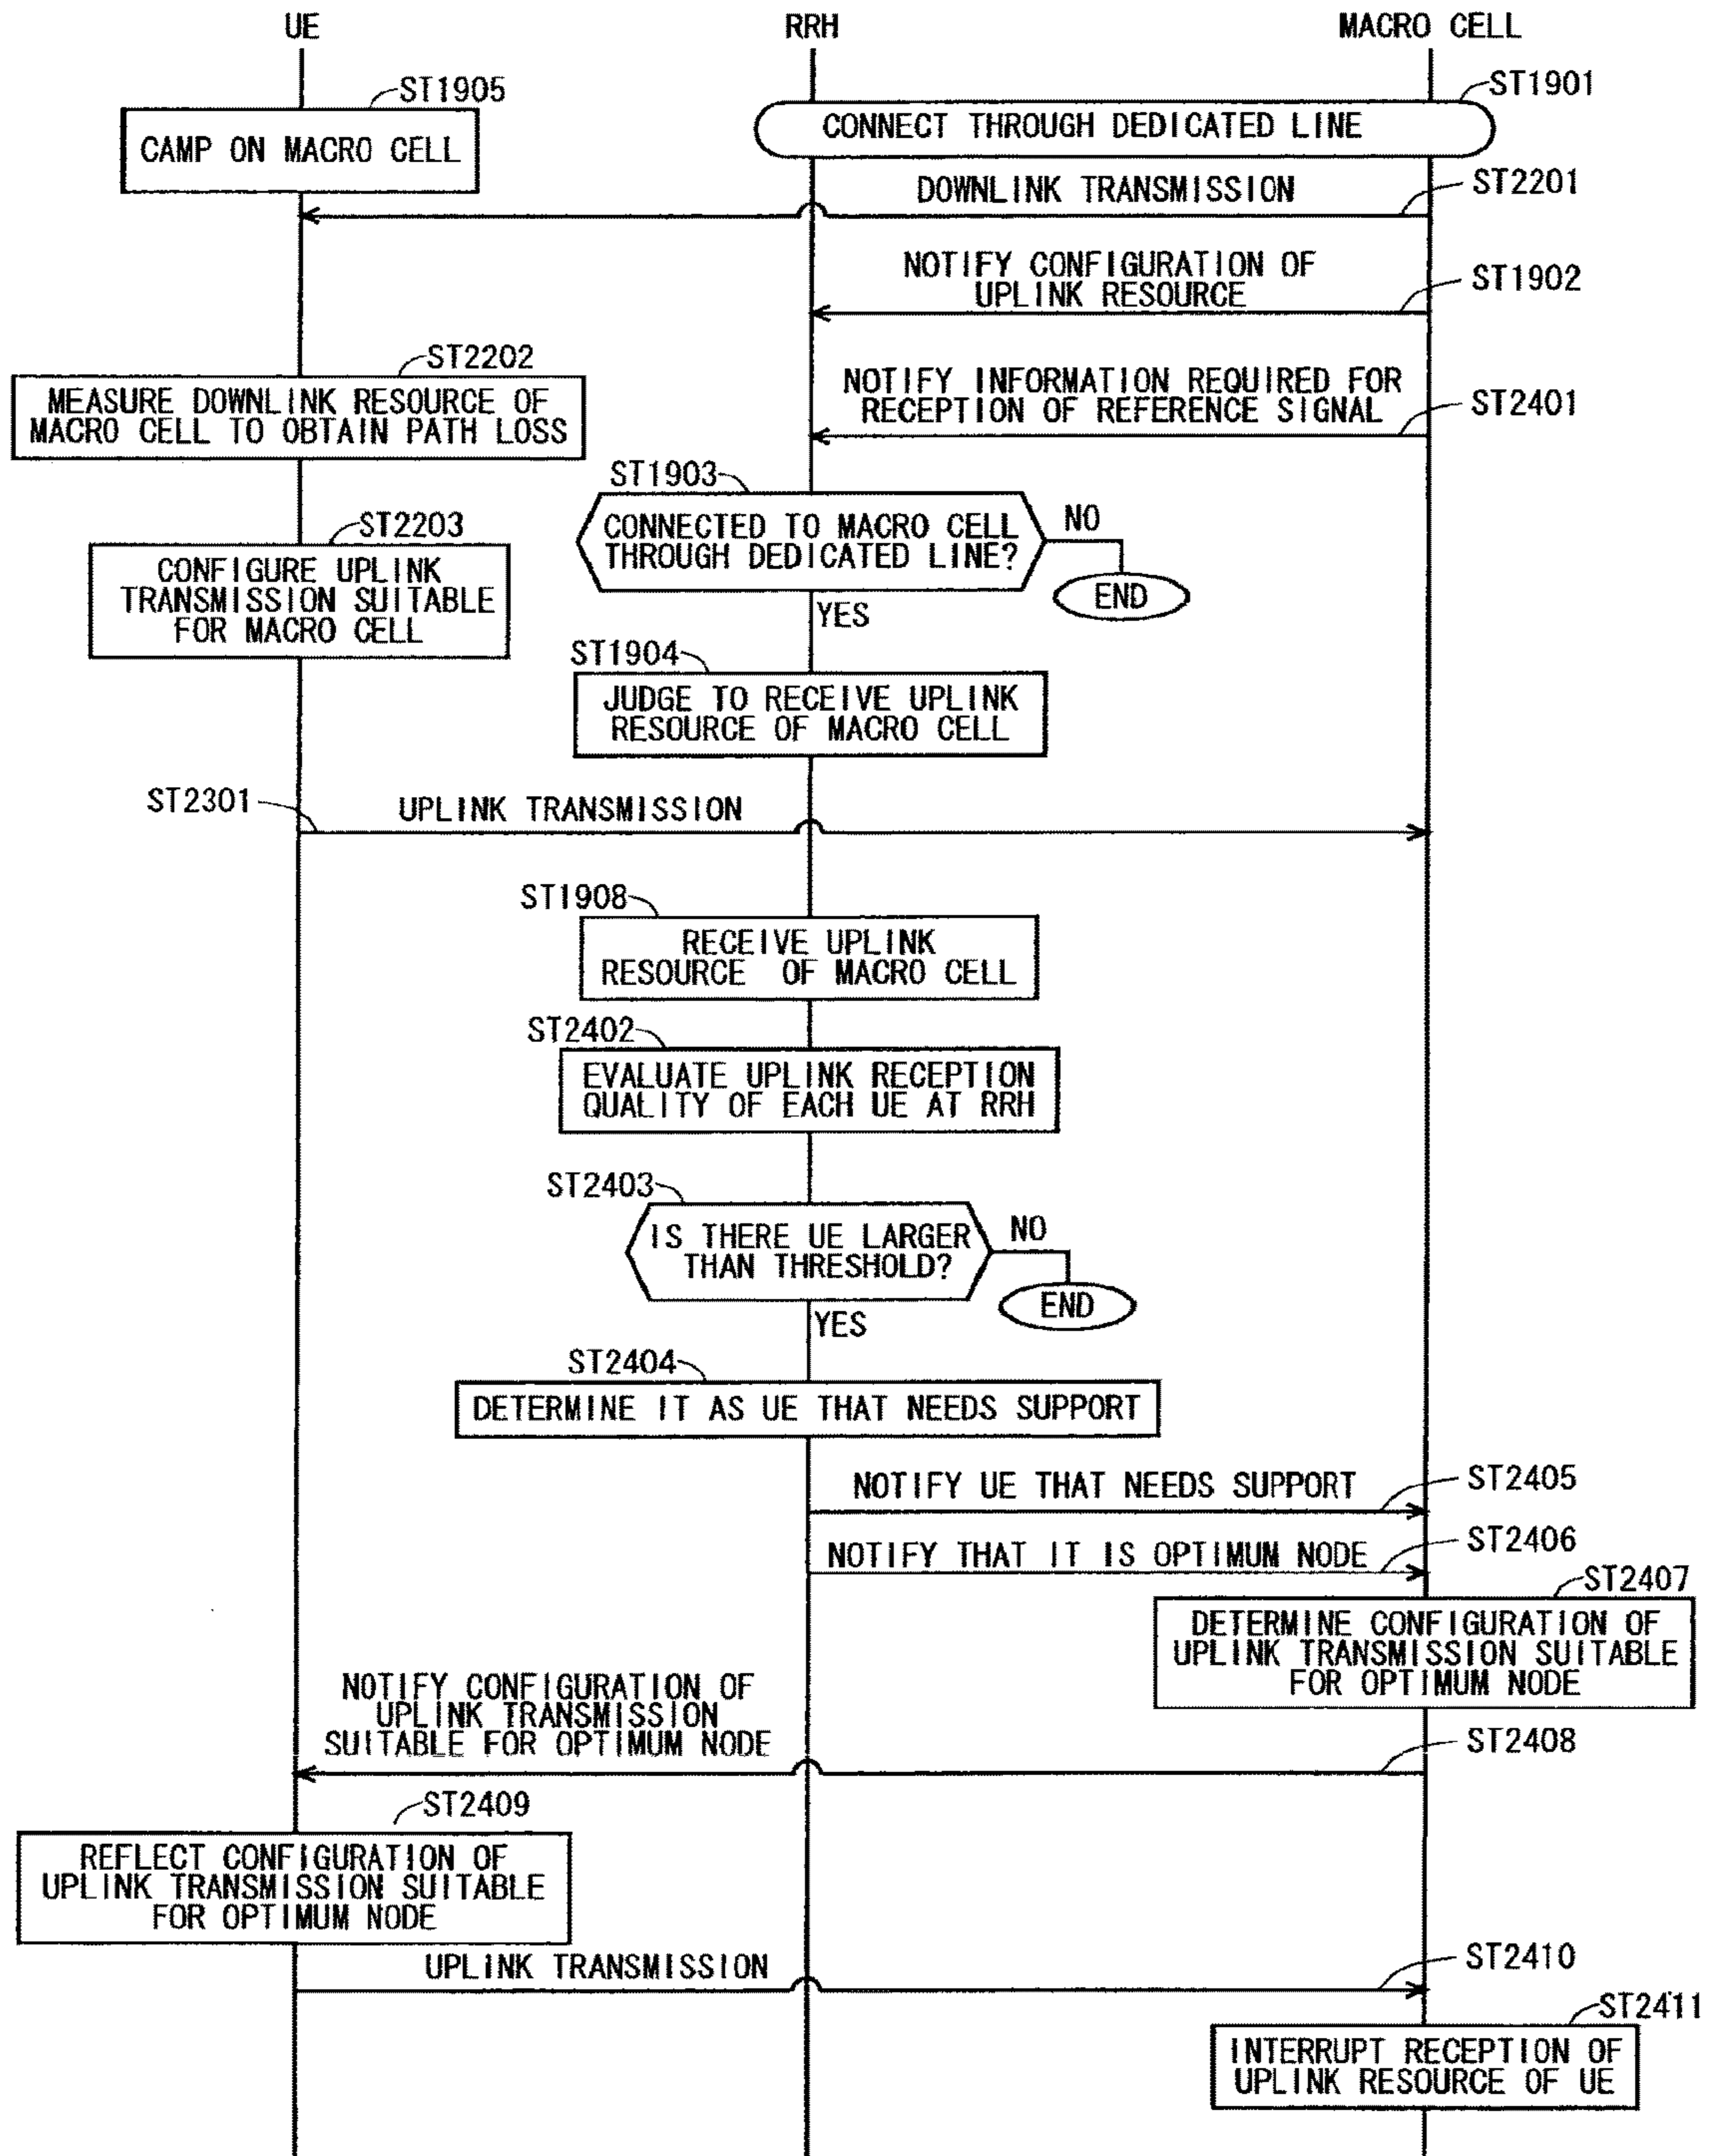 UE
RRH
MACRO CELL
ST1905
CAMP ON MACRO CELL
ST1901
CONNECT THROUGH DEDICATED LINE
DOWNLINK TRANSMISSION
ST2201
NOTIFY CONFIGURATION OF
UPLINK RESOURCE
ST1902
ST2202
MEASURE DOWNLINK RESOURCE OF
MACRO CELL TO OBTAIN PATH LOSS
NOTIFY INFORMATION REQUIRED FOR
RECEPTION OF REFERENCE SIGNAL
ST2401
ST1903
CONNECTED TO MACRO CELL
THROUGH DEDICATED LINE?
NO
END
YES
ST2203
CONFIGURE UPLINK
TRANSMISSION SUITABLE
FOR MACRO CELL
ST1904
JUDGE TO RECEIVE UPLINK
RESOURCE OF MACRO CELL
ST2301
UPLINK TRANSMISSION
ST1908
RECEIVE UPLINK
RESOURCE OF MACRO CELL
ST2402
EVALUATE UPLINK RECEPTION
QUALITY OF EACH UE AT RRH
ST2403
IS THERE UE LARGER
THAN THRESHOLD?
NO
END
YES
ST2404
DETERMINE IT AS UE THAT NEEDS SUPPORT
NOTIFY UE THAT NEEDS SUPPORT
ST2405
NOTIFY THAT IT IS OPTIMUM NODE
ST2406
ST2407
DETERMINE CONFIGURATION OF
UPLINK TRANSMISSION SUITABLE
FOR OPTIMUM NODE
NOTIFY CONFIGURATION OF
UPLINK TRANSMISSION
SUITABLE FOR OPTIMUM NODE
ST2408
ST2409
REFLECT CONFIGURATION OF
UPLINK TRANSMISSION SUITABLE
FOR OPTIMUM NODE
UPLINK TRANSMISSION
ST2410
ST2411
INTERRUPT RECEPTION OF
UPLINK RESOURCE OF UE